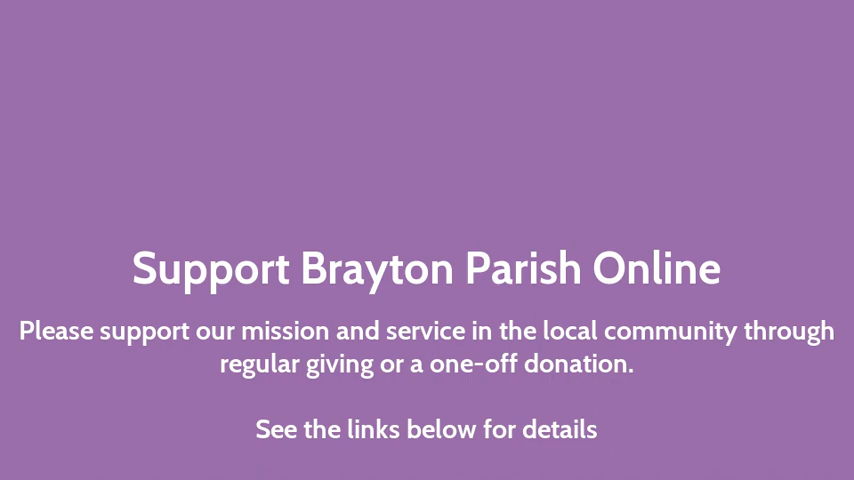 Support Brayton Parish Online
Please support our mission and service in the local community through
regular giving or a one-off donation.
See the links below for details